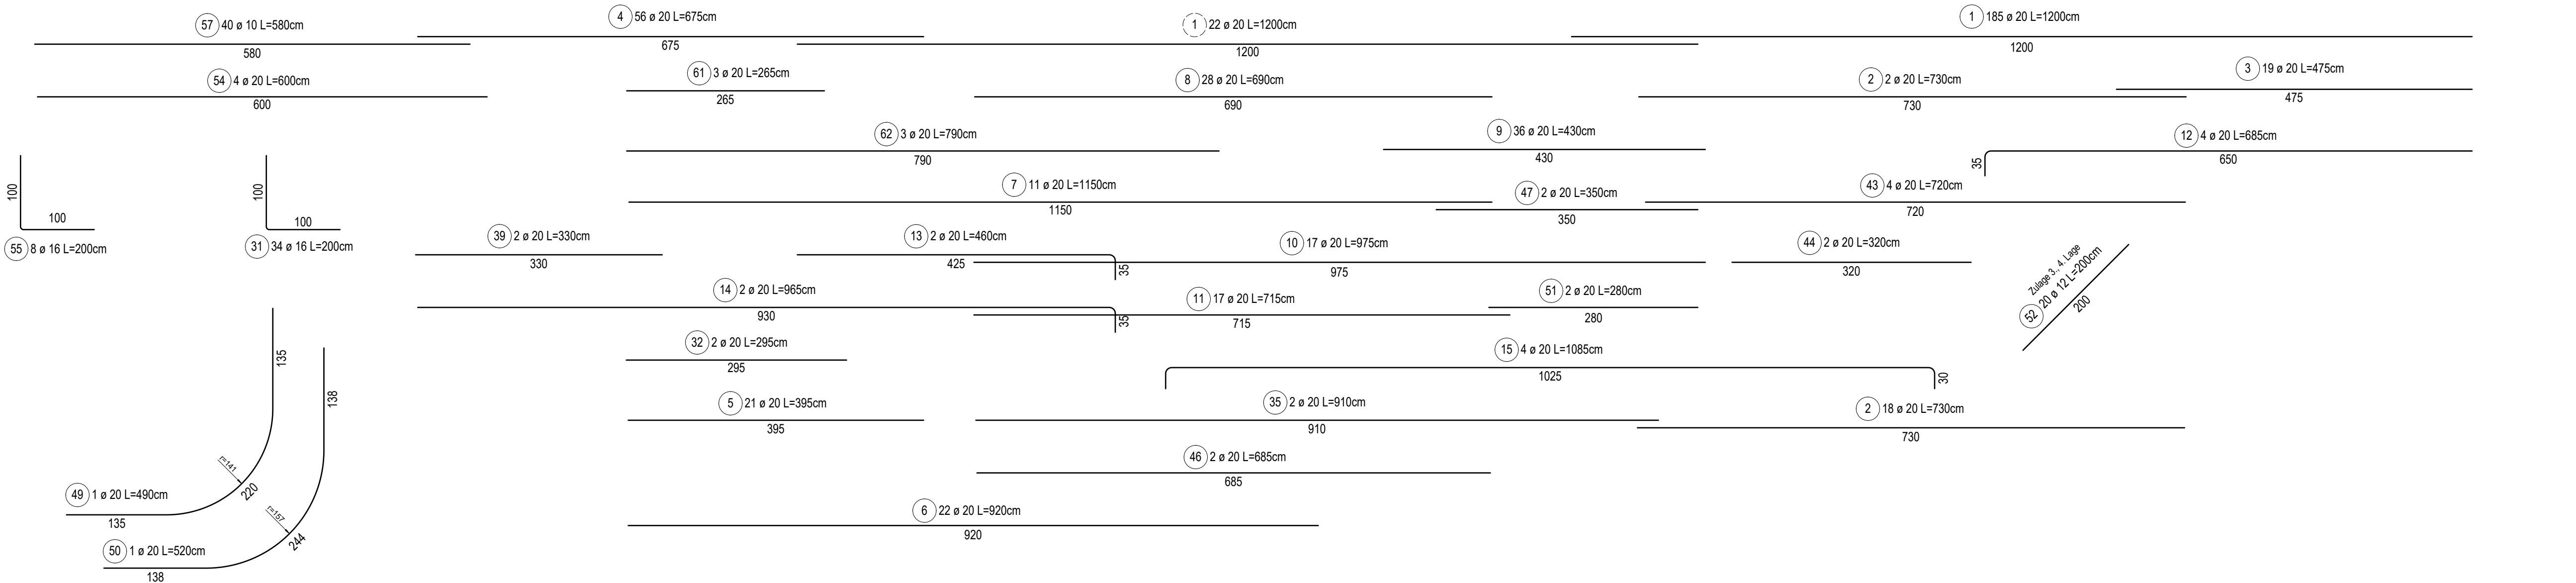 57 40 ø 10 L=580cm
580
4 56 ø 20 L=675cm
675
1 22 ø 20 L=1200cm
1200
1 185 ø 20 L=1200cm
1200
54 4 ø 20 L=600cm
600
61 3 ø 20 L=265cm
265
8 28 ø 20 L=690cm
690
2 2 ø 20 L=730cm
730
3 19 ø 20 L=475cm
475
62 3 ø 20 L=790cm
790
9 36 ø 20 L=430cm
430
12 4 ø 20 L=685cm
35
650
100
100
55 8 ø 16 L=200cm
100
100
31 34 ø 16 L=200cm
7 11 ø 20 L=1150cm
1150
47 2 ø 20 L=350cm
350
43 4 ø 20 L=720cm
720
39 2 ø 20 L=330cm
330
13 2 ø 20 L=460cm
425
35
10 17 ø 20 L=975cm
975
44 2 ø 20 L=320cm
320
Zulage 3., 4. Lage
52 20 ø 12 L=200cm
200
14 2 ø 20 L=965cm
930
35
11 17 ø 20 L=715cm
715
51 2 ø 20 L=280cm
280
32 2 ø 20 L=295cm
295
15 4 ø 20 L=1085cm
1025
30
135
138
5 21 ø 20 L=395cm
395
35 2 ø 20 L=910cm
910
2 18 ø 20 L=730cm
730
r=141
220
49 1 ø 20 L=490cm
135
46 2 ø 20 L=685cm
685
r=157
244
50 1 ø 20 L=520cm
138
6 22 ø 20 L=920cm
920